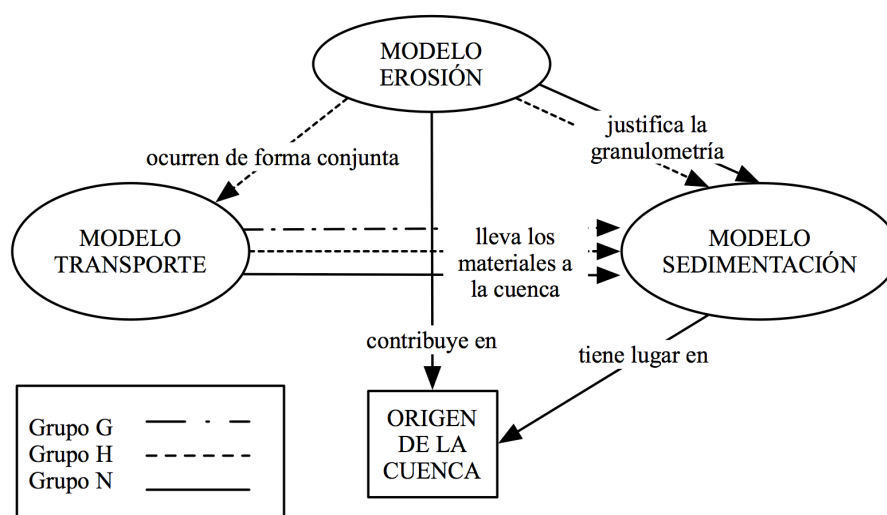 MODELO
EROSIÓN
justifica la
granulometría
ocurren de forma conjunta
MODELO
TRANSPORTE
lleva los
materiales a
la cuenca
MODELO
SEDIMENTACIÓN
contribuye en
tiene lugar en
ORIGEN
DE LA
CUENCA
Grupo G
Grupo H
Grupo N